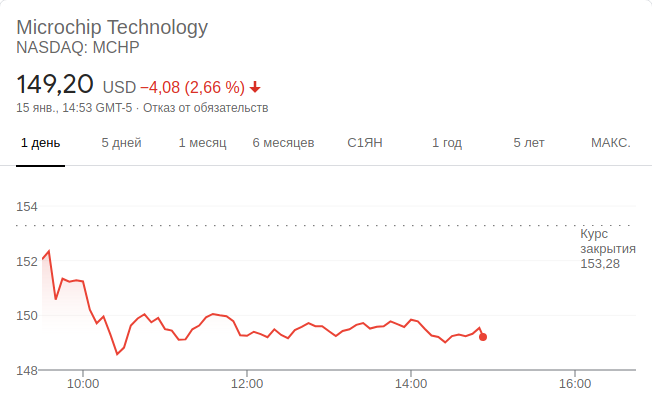 Microchip Technology
NASDAQ: MCHP
149,20 USD −4,08 (2,66 %)
15 янв., 14:53 GMT-5 · Отказ от обязательств
1 день 5 дней 1 месяц 6 месяцев С1ЯН 1 год 5 лет МАКС.
154
Курс
закрытия
153,28
152
150
148
10:00 12:00 14:00 16:00